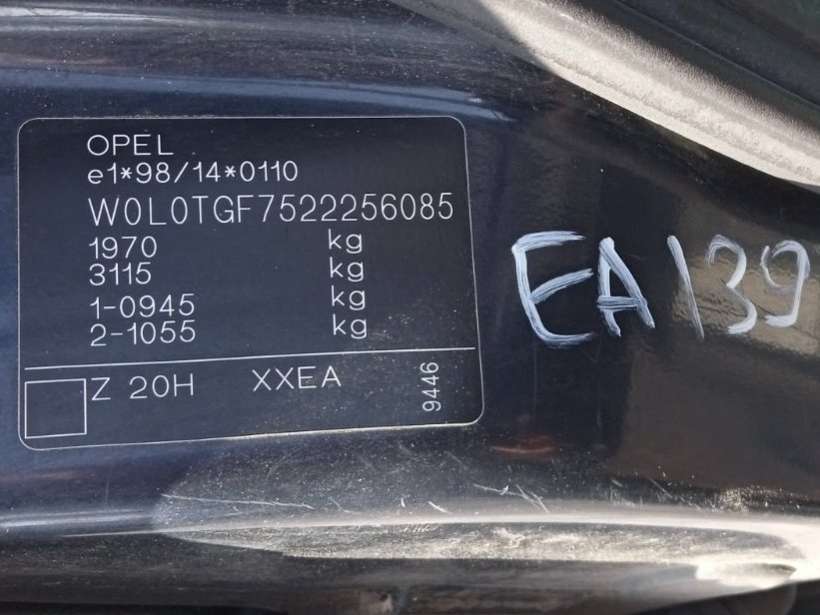 OPEL
e1*98/14*0110
W0L0TGF7522256085
1970 kg
3115 kg
1-0945 kg
2-1055 kg
Z 20H XXEA
9446
EA139